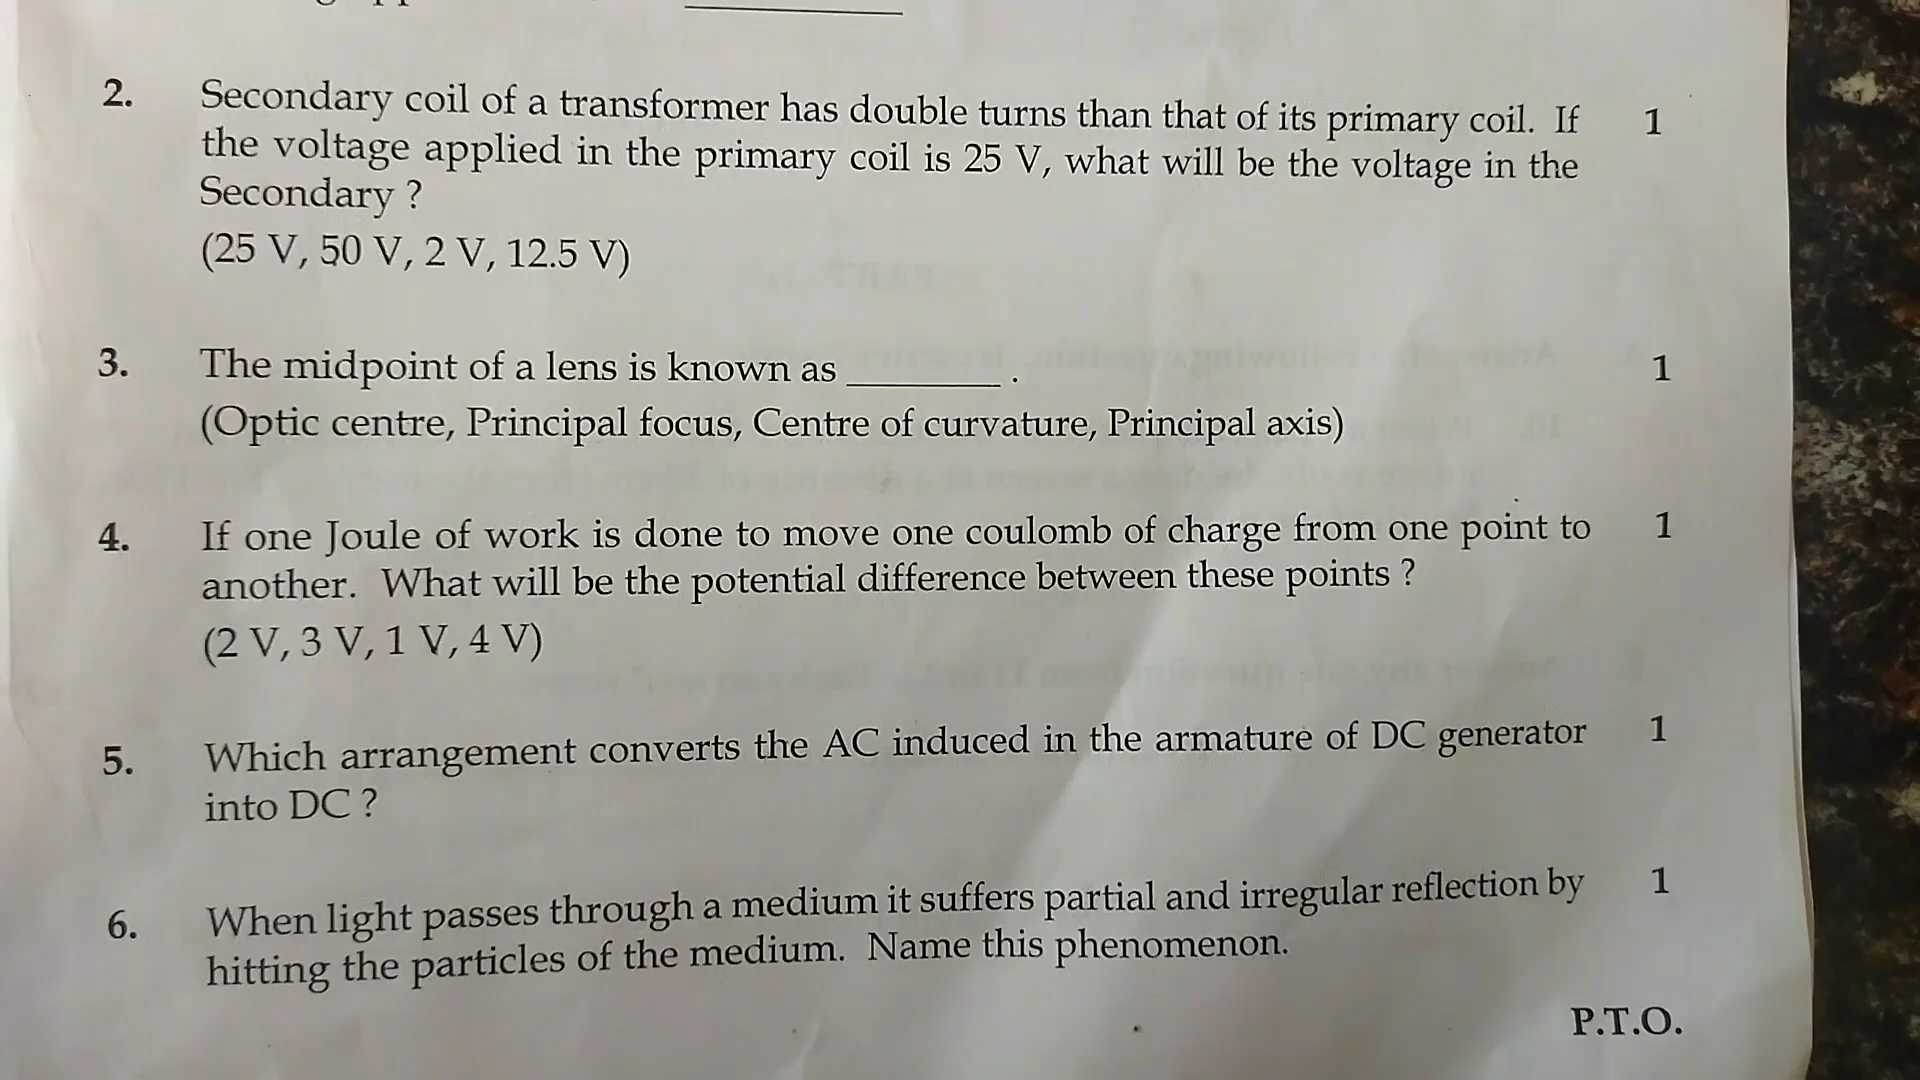 2. Secondary coil of a transformer has double turns than that of its primary coil. If 1
the voltage applied in the primary coil is 25 V, what will be the voltage in the
Secondary ?
(25 V, 50 V, 2 V, 12.5 V)
3. The midpoint of a lens is known as ________ . 1
(Optic centre, Principal focus, Centre of curvature, Principal axis)
4. If one Joule of work is done to move one coulomb of charge from one point to 1
another. What will be the potential difference between these points ?
(2 V, 3 V, 1 V, 4 V)
5. Which arrangement converts the AC induced in the armature of DC generator 1
into DC ?
6. When light passes through a medium it suffers partial and irregular reflection by 1
hitting the particles of the medium. Name this phenomenon.
P.T.O.